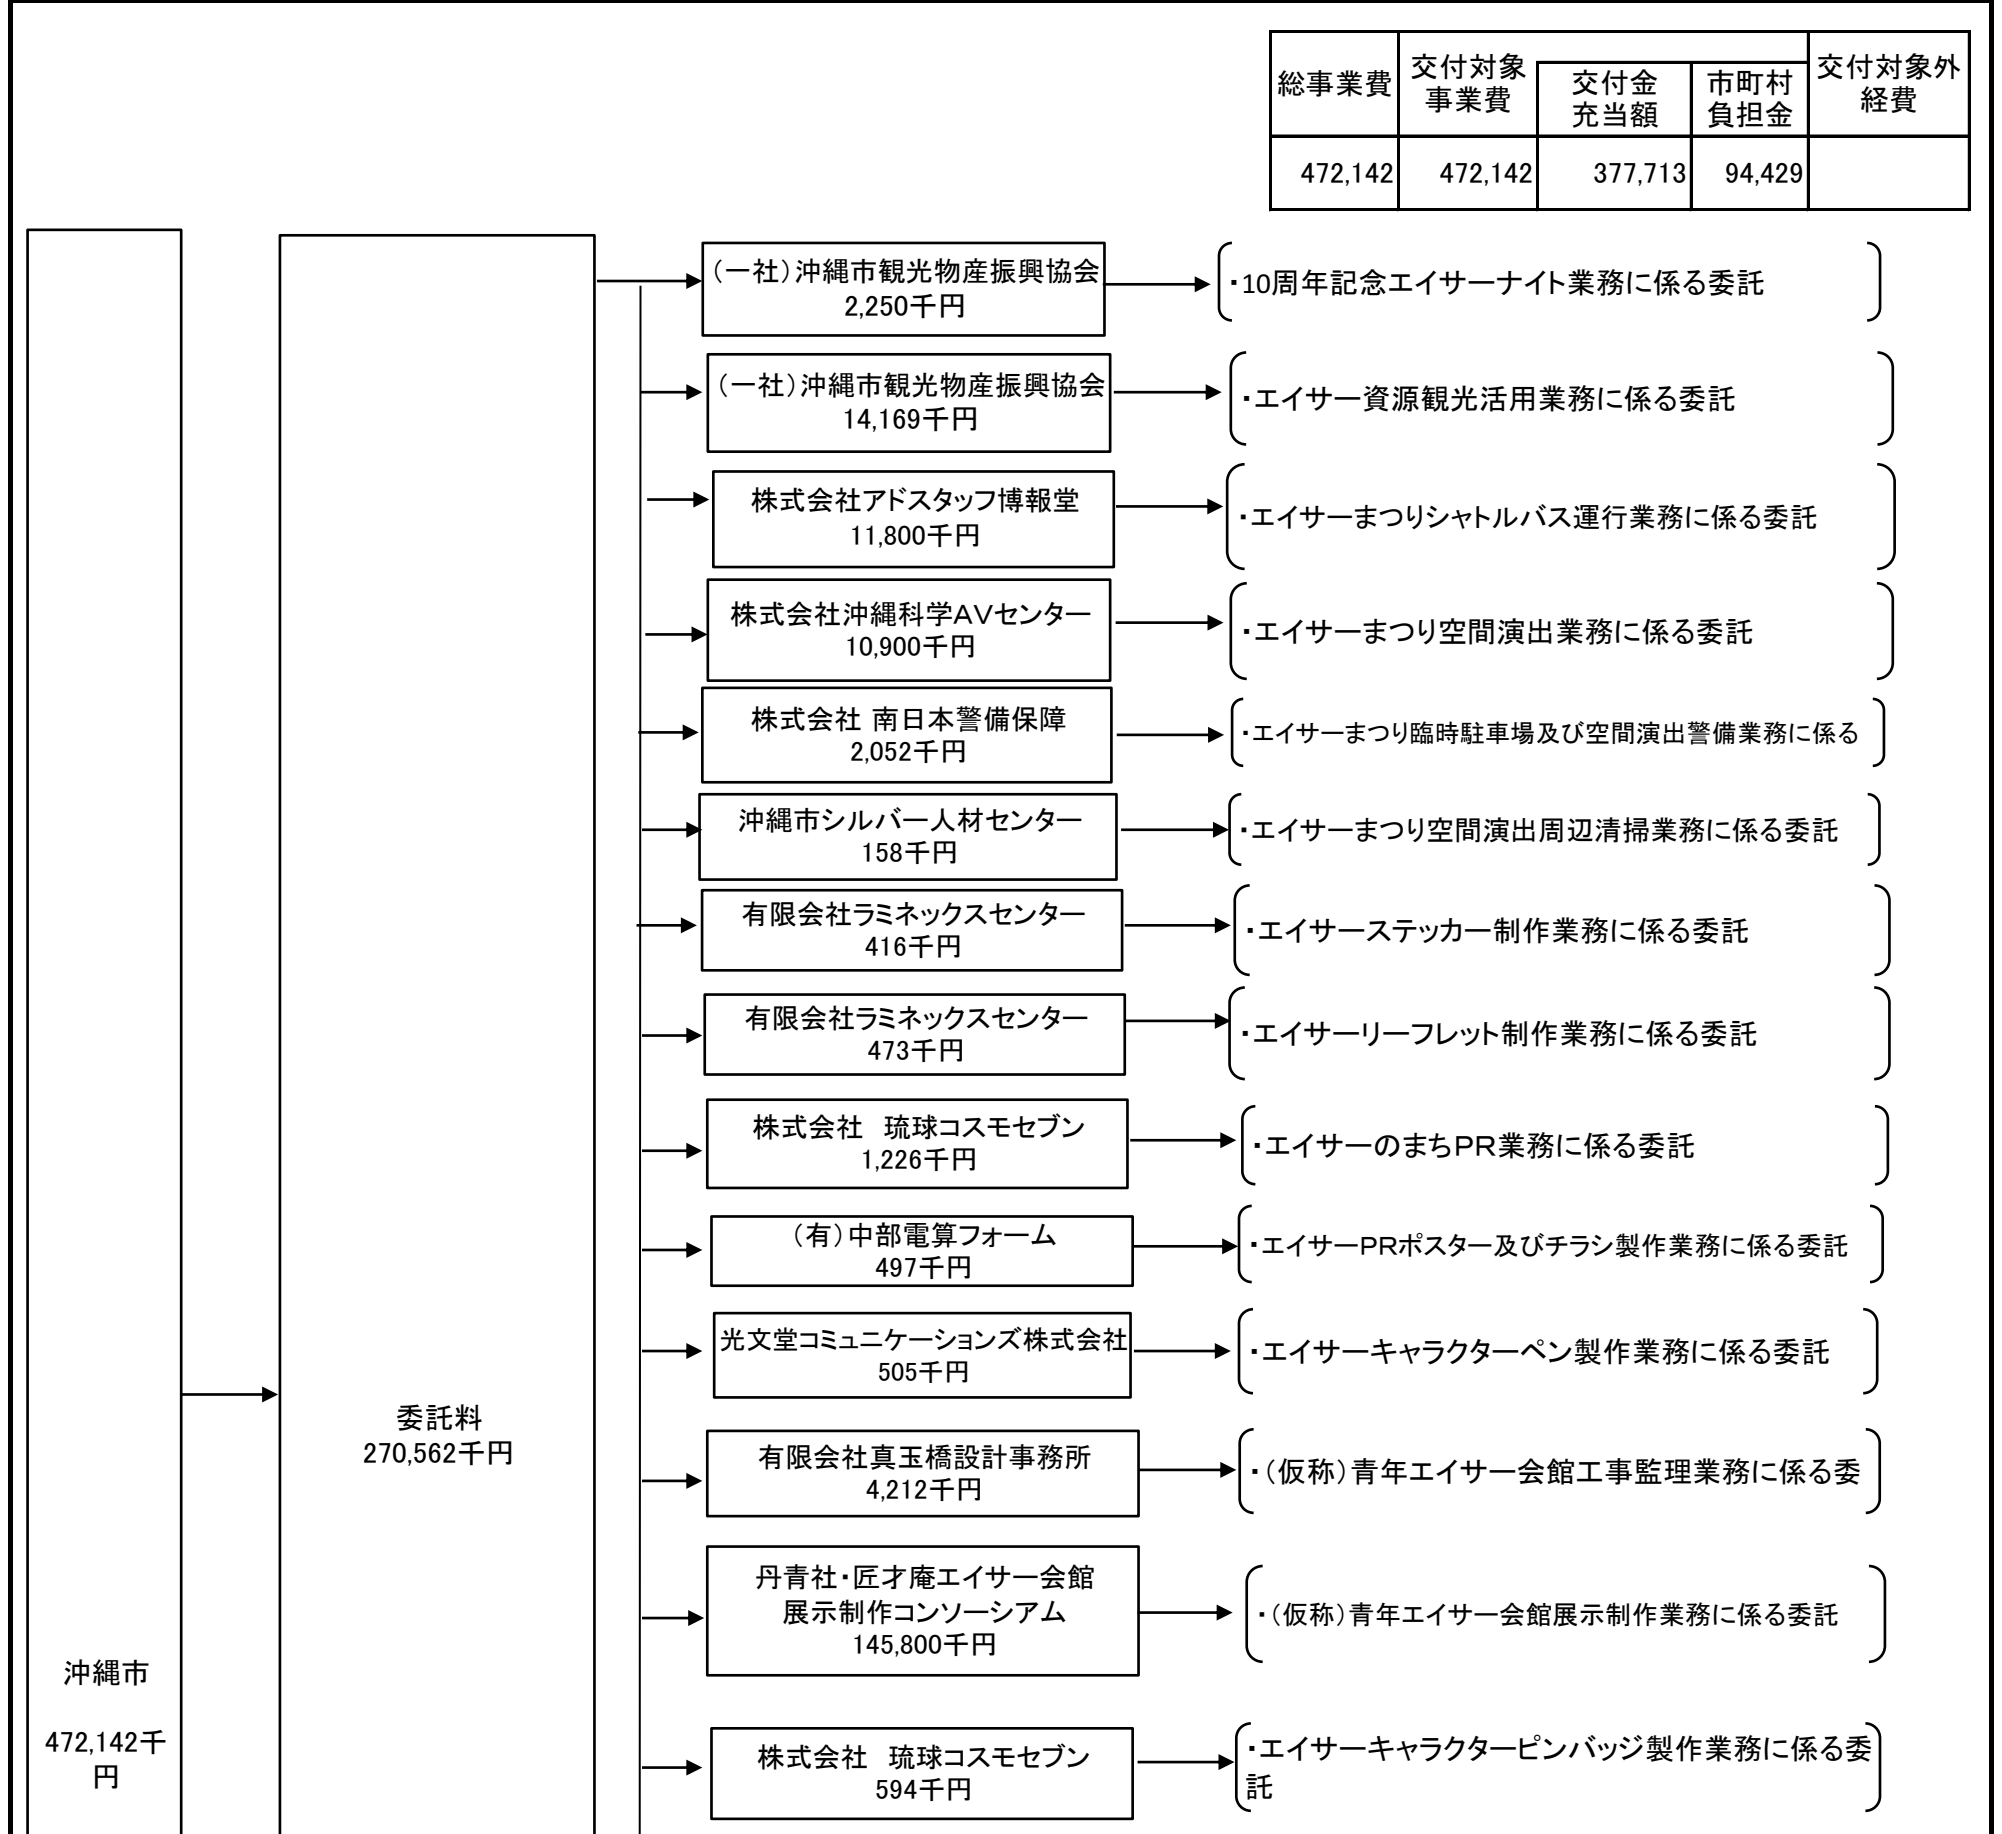 総事業費
交付対象
事業費
交付金
充当額
市町村
負担金
交付対象外
経費
472,142
472,142
377,713
94,429
沖縄市
472,142千
円
委託料
270,562千円
(一社)沖縄市観光物産振興協会
2,250千円
・10周年記念エイサーナイト業務に係る委託
(一社)沖縄市観光物産振興協会
14,169千円
・エイサー資源観光活用業務に係る委託
株式会社アドスタッフ博報堂
11,800千円
・エイサーまつりシャトルバス運行業務に係る委託
株式会社沖縄科学AVセンター
10,900千円
・エイサーまつり空間演出業務に係る委託
株式会社 南日本警備保障
2,052千円
・エイサーまつり臨時駐車場及び空間演出警備業務に係る
沖縄市シルバー人材センター
158千円
・エイサーまつり空間演出周辺清掃業務に係る委託
有限会社ラミネックスセンター
416千円
・エイサーステッカー制作業務に係る委託
有限会社ラミネックスセンター
473千円
・エイサーリーフレット制作業務に係る委託
株式会社　琉球コスモセブン
1,226千円
・エイサーのまちPR業務に係る委託
(有)中部電算フォーム
497千円
・エイサーPRポスター及びチラシ製作業務に係る委託
光文堂コミュニケーションズ株式会社
505千円
・エイサーキャラクターペン製作業務に係る委託
有限会社真玉橋設計事務所
4,212千円
・(仮称)青年エイサー会館工事監理業務に係る委
丹青社・匠才庵エイサー会館
展示制作コンソーシアム
145,800千円
・(仮称)青年エイサー会館展示制作業務に係る委託
株式会社　琉球コスモセブン
594千円
・エイサーキャラクターピンバッジ製作業務に係る委
託